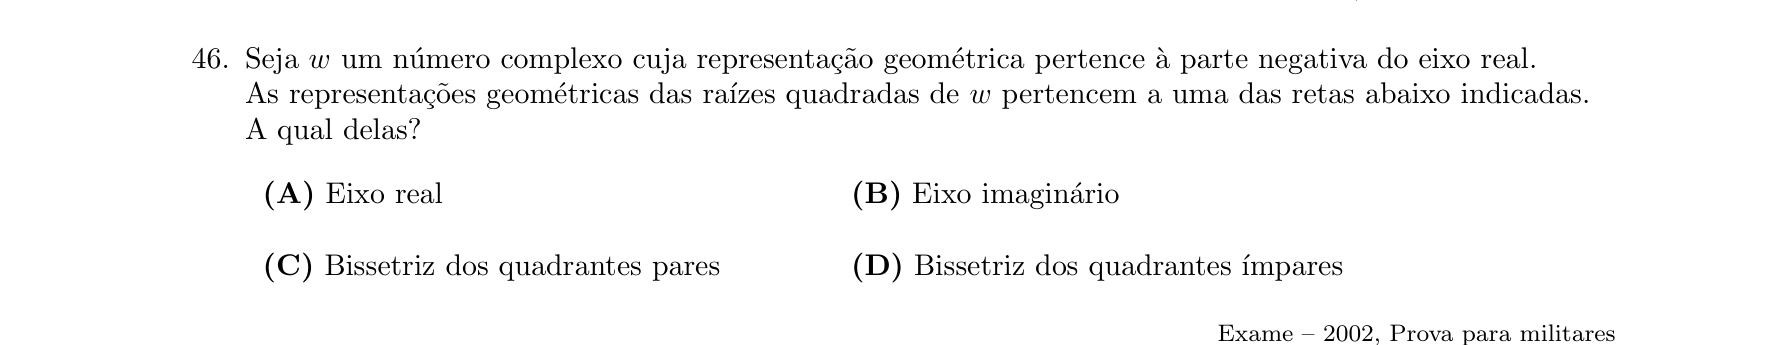 46. Seja w um número complexo cuja representação geométrica pertence à parte negativa do eixo real.
As representações geométricas das raízes quadradas de w pertencem a uma das retas abaixo indicadas.
A qual delas?
(A) Eixo real (B) Eixo imaginário
(C) Bissetriz dos quadrantes pares (D) Bissetriz dos quadrantes ímpares
Exame – 2002, Prova para militares